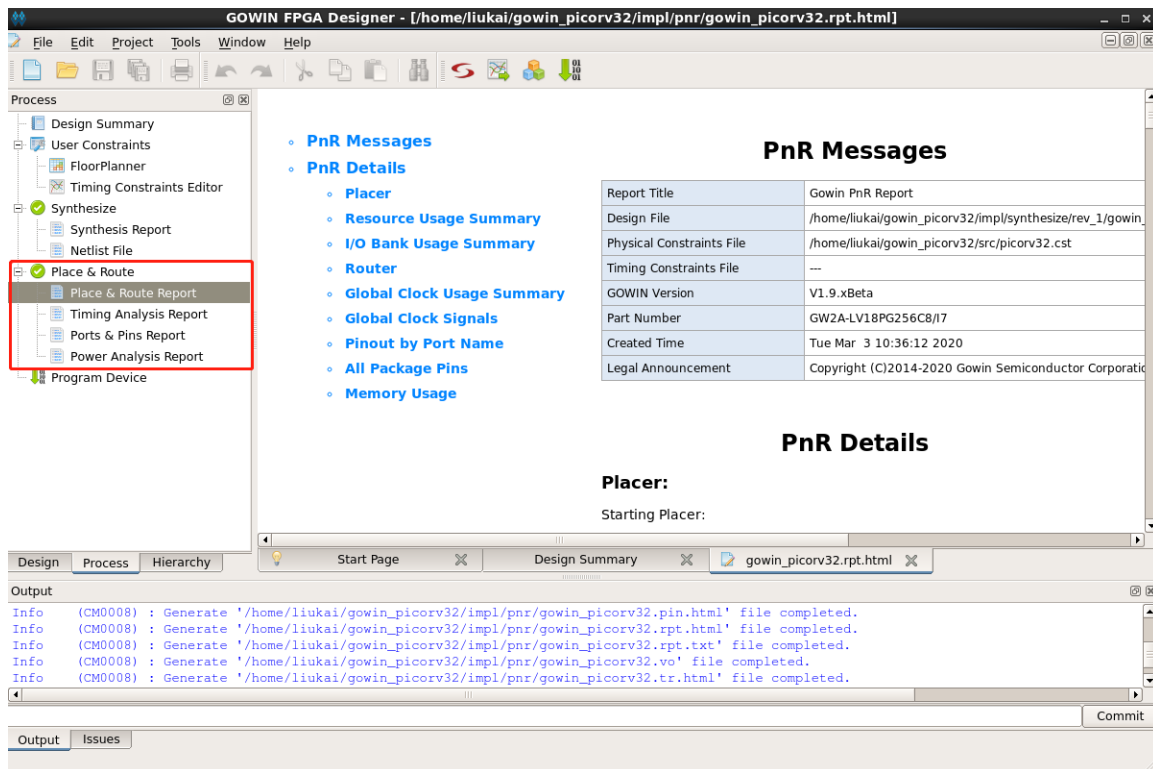 GOWIN FPGA Designer - [/home/liukai/gowin_picorv32/impl/pnr/gowin_picorv32.rpt.html]
File Edit Project Tools Window Help
Process
Design Summary
User Constraints
FloorPlanner
Timing Constraints Editor
Synthesize
Synthesis Report
Netlist File
Place & Route
Place & Route Report
Timing Analysis Report
Ports & Pins Report
Power Analysis Report
Program Device
Design Process Hierarchy
PnR Messages
PnR Details
Placer
Resource Usage Summary
I/O Bank Usage Summary
Router
Global Clock Usage Summary
Global Clock Signals
Pinout by Port Name
All Package Pins
Memory Usage
PnR Messages
Report Title Gowin PnR Report
Design File /home/liukai/gowin_picorv32/impl/synthesize/rev_1/gowin_
Physical Constraints File /home/liukai/gowin_picorv32/src/picorv32.cst
Timing Constraints File ---
GOWIN Version V1.9.xBeta
Part Number GW2A-LV18PG256C8/I7
Created Time Tue Mar 3 10:36:12 2020
Legal Announcement Copyright (C)2014-2020 Gowin Semiconductor Corporatio
PnR Details
Placer:
Starting Placer:
Start Page Design Summary gowin_picorv32.rpt.html
Output
Info (CM0008) : Generate '/home/liukai/gowin_picorv32/impl/pnr/gowin_picorv32.pin.html' file completed.
Info (CM0008) : Generate '/home/liukai/gowin_picorv32/impl/pnr/gowin_picorv32.rpt.html' file completed.
Info (CM0008) : Generate '/home/liukai/gowin_picorv32/impl/pnr/gowin_picorv32.rpt.txt' file completed.
Info (CM0008) : Generate '/home/liukai/gowin_picorv32/impl/pnr/gowin_picorv32.vo' file completed.
Info (CM0008) : Generate '/home/liukai/gowin_picorv32/impl/pnr/gowin_picorv32.tr.html' file completed.
Commit
Output Issues